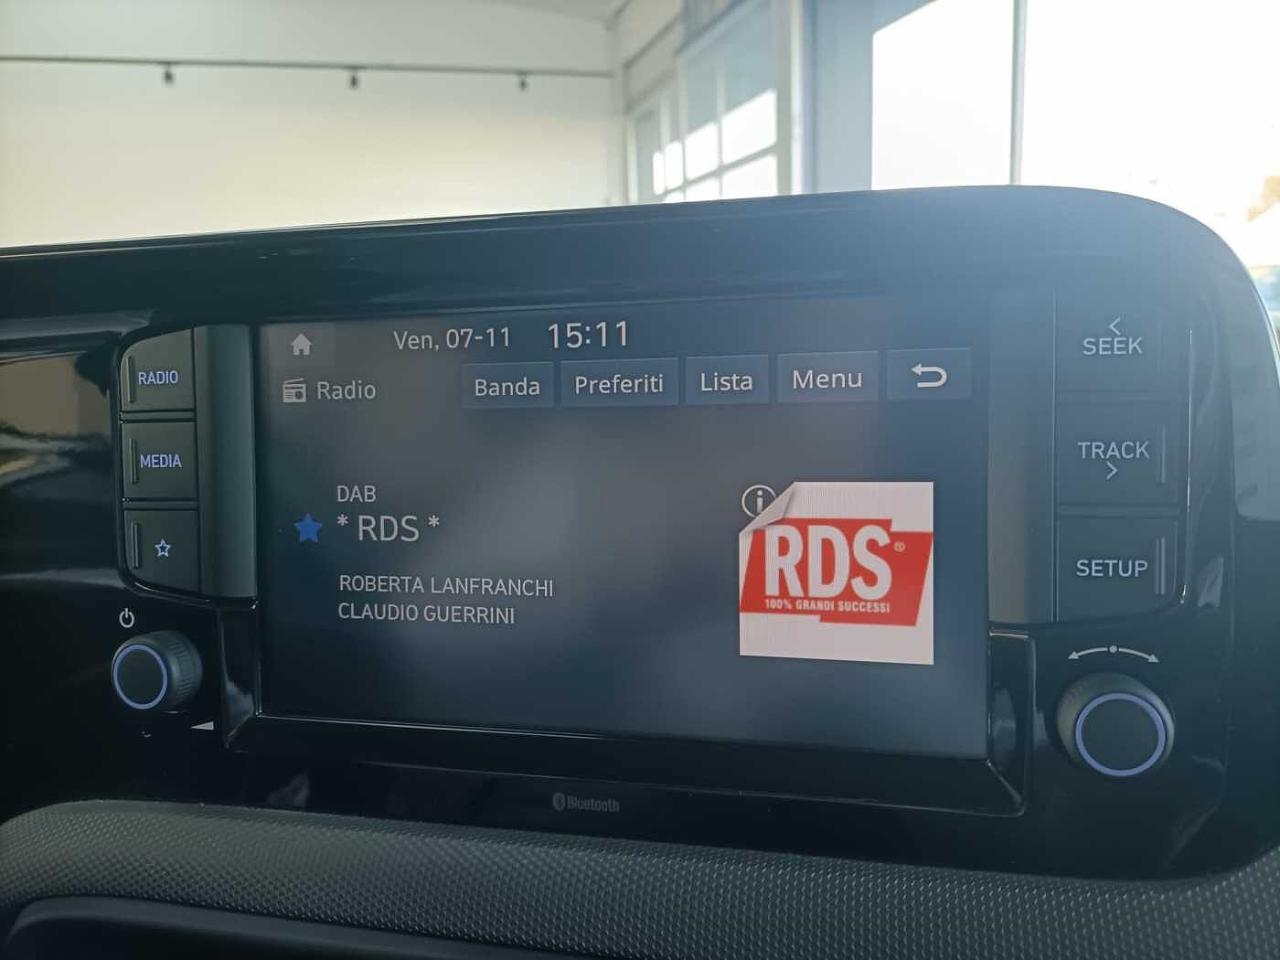 Ven, 07-11 15:11
Radio
Banda
Preferiti
Lista
Menu
RADIO
MEDIA
DAB
* RDS *
ROBERTA LANFRANCHI
CLAUDIO GUERRINI
RDS®
100% GRANDI SUCCESSI
< SEEK
TRACK >
SETUP
Bluetooth